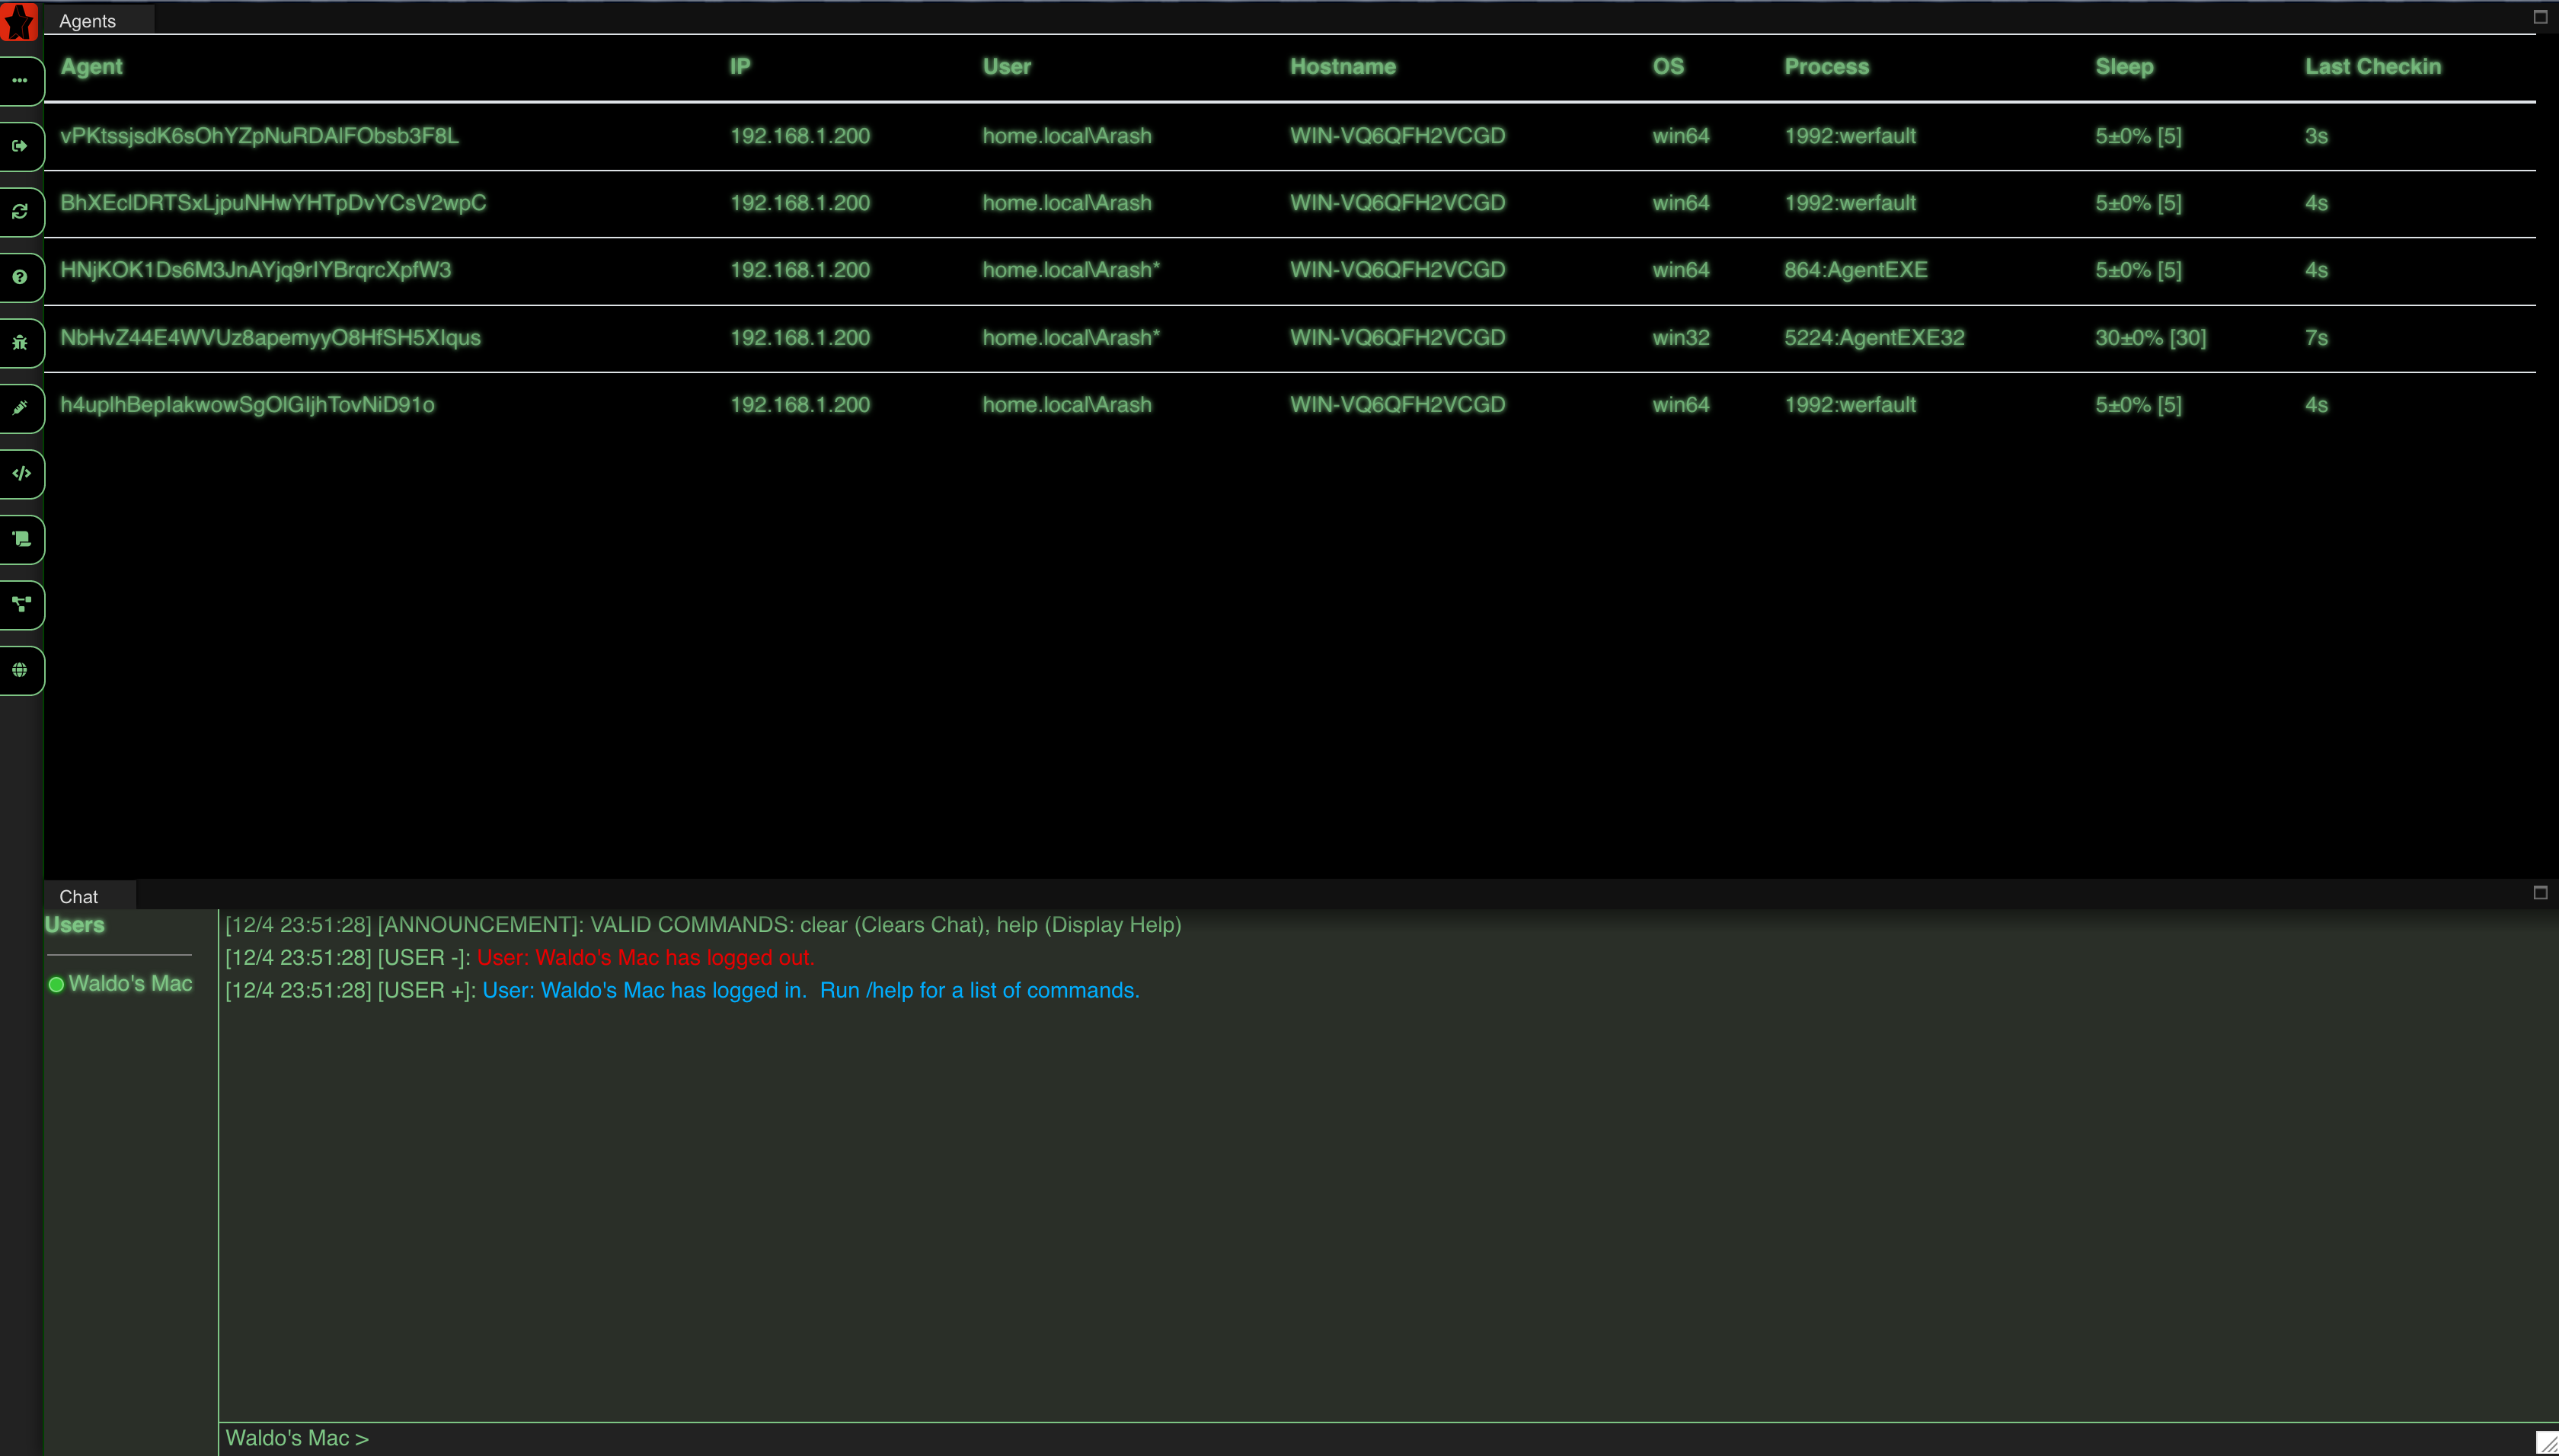 Agents
Agent IP User Hostname OS Process Sleep Last Checkin
vPKtssjsdK6sOhYZpNuRDAlFObsb3F8L 192.168.1.200 home.local\Arash WIN-VQ6QFH2VCGD win64 1992:werfault 5±0% [5] 3s
BhXEclDRTSxLjpuNHwYHTpDvYCsV2wpC 192.168.1.200 home.local\Arash WIN-VQ6QFH2VCGD win64 1992:werfault 5±0% [5] 4s
HNjKOK1Ds6M3JnAYjq9rIYBrqrcXpfW3 192.168.1.200 home.local\Arash* WIN-VQ6QFH2VCGD win64 864:AgentEXE 5±0% [5] 4s
NbHvZ44E4WVUz8apemyyO8HfSH5XIqus 192.168.1.200 home.local\Arash* WIN-VQ6QFH2VCGD win32 5224:AgentEXE32 30±0% [30] 7s
h4uplhBepIakwowSgOlGIjhTovNiD91o 192.168.1.200 home.local\Arash WIN-VQ6QFH2VCGD win64 1992:werfault 5±0% [5] 4s
Chat
Users
Waldo's Mac
[12/4 23:51:28] [ANNOUNCEMENT]: VALID COMMANDS: clear (Clears Chat), help (Display Help)
[12/4 23:51:28] [USER -]: User: Waldo's Mac has logged out.
[12/4 23:51:28] [USER +]: User: Waldo's Mac has logged in. Run /help for a list of commands.
Waldo's Mac >